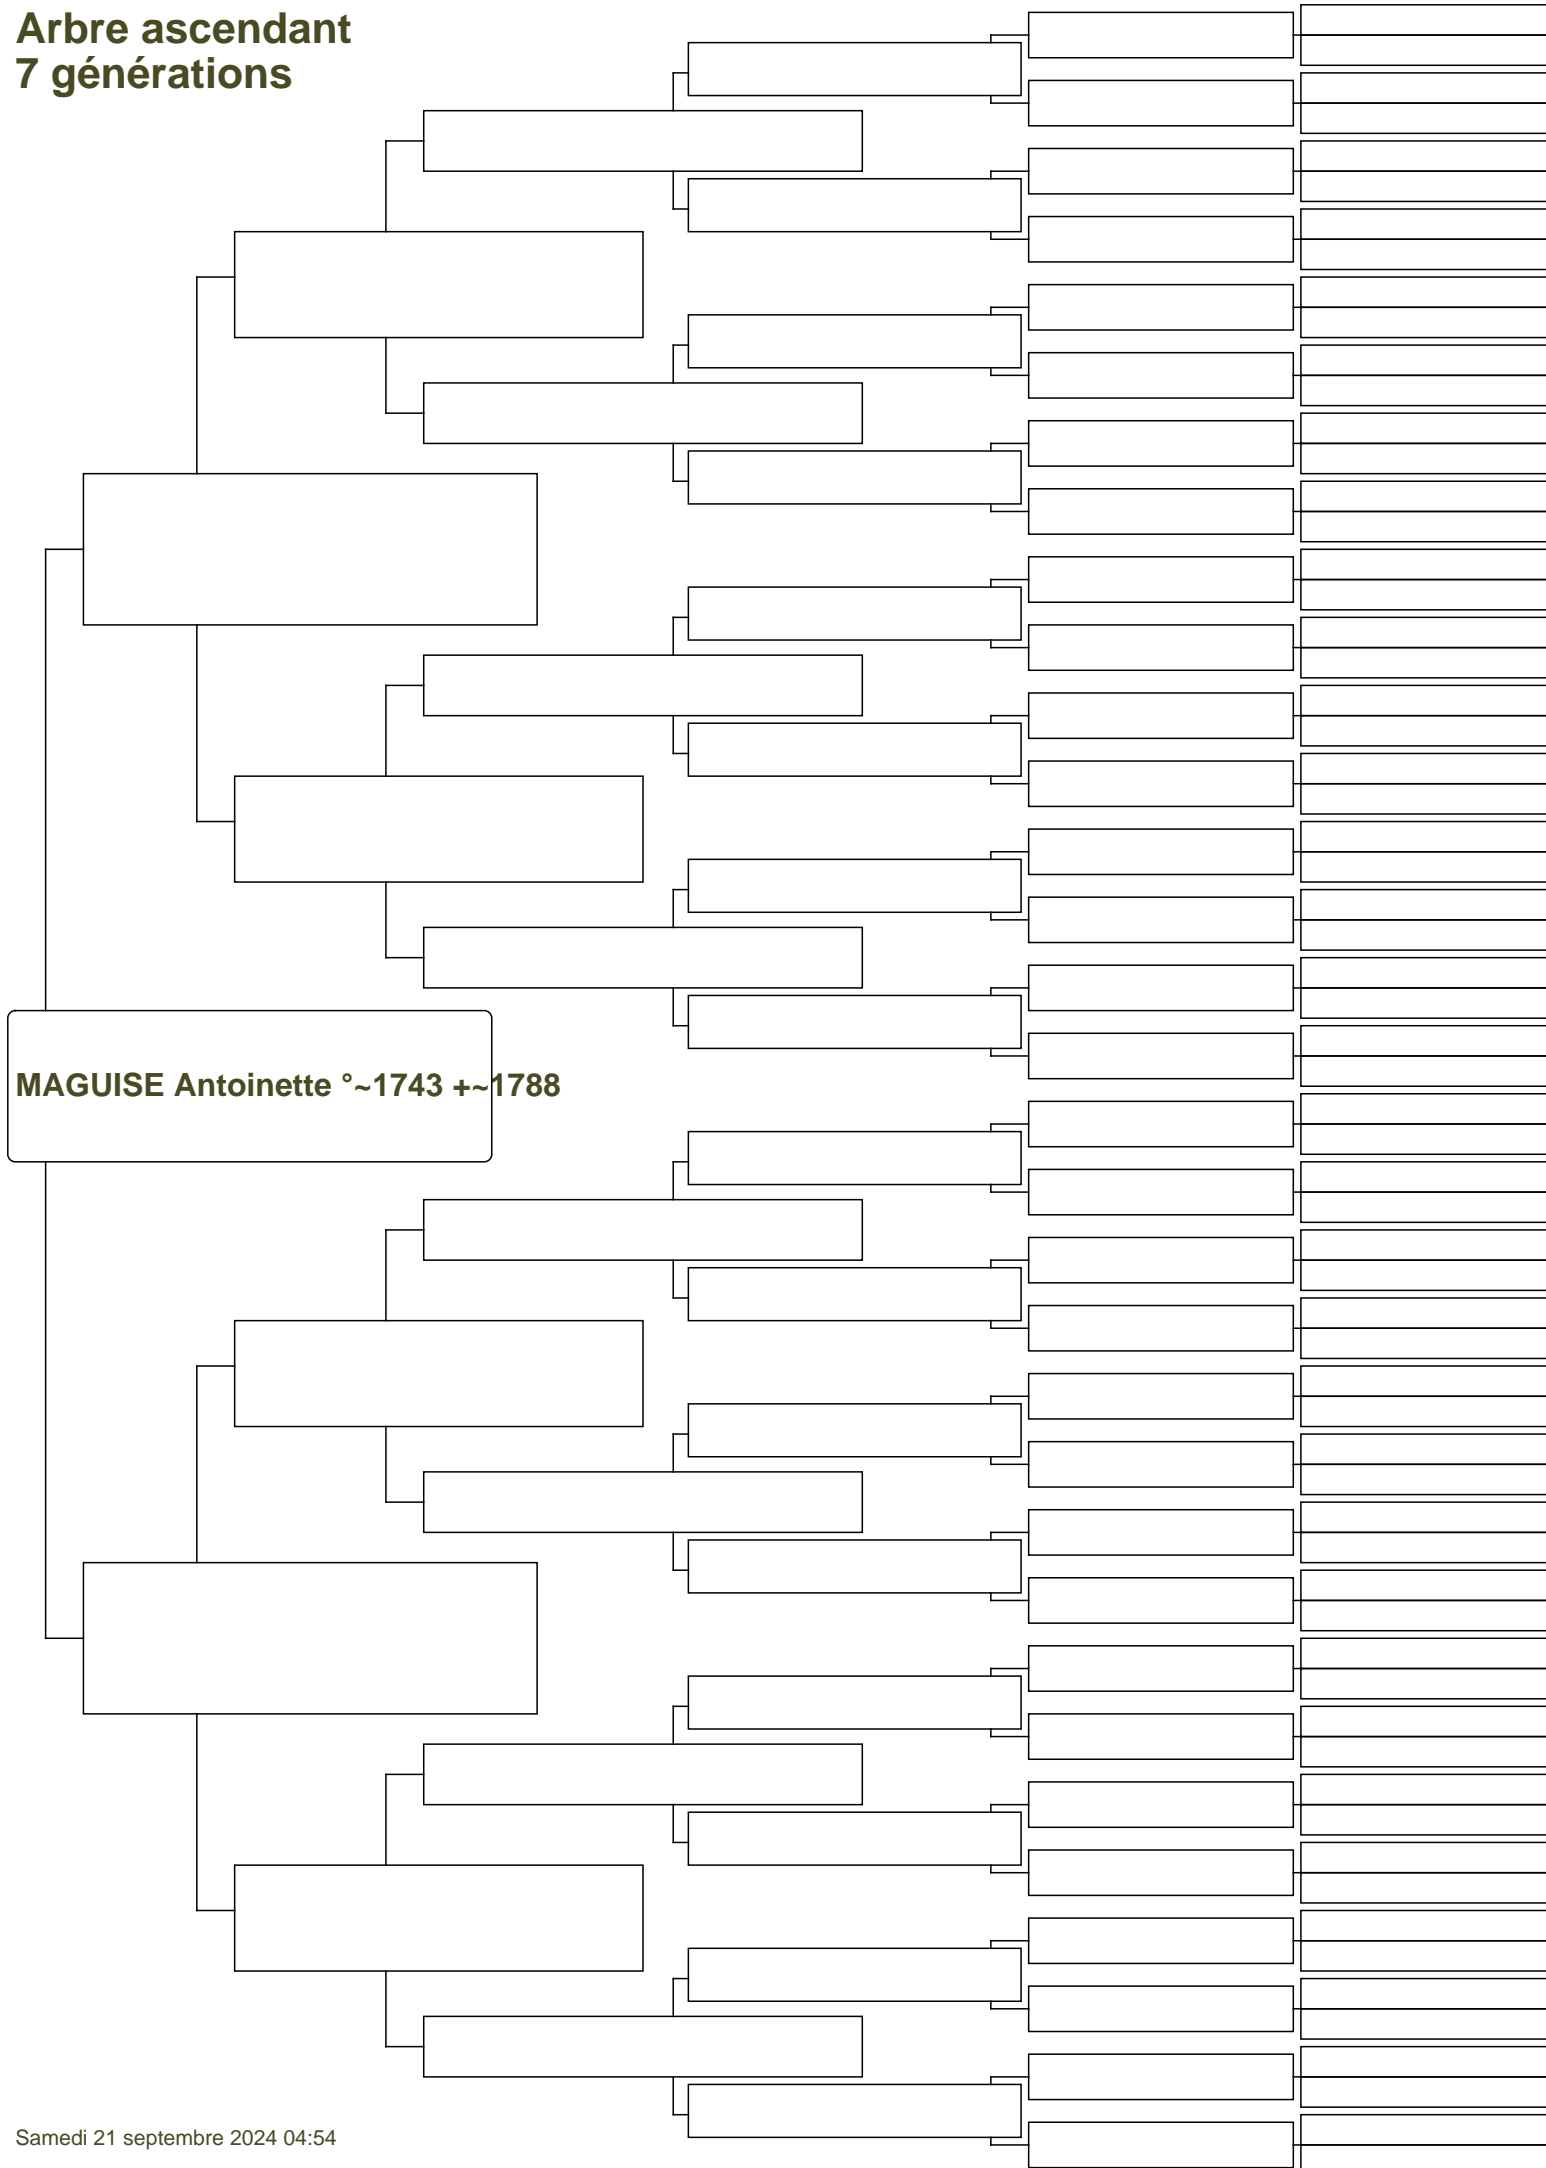 Arbre ascendant
7 générations
MAGUISE Antoinette °~1743 +~1788
Samedi 21 septembre 2024 04:54